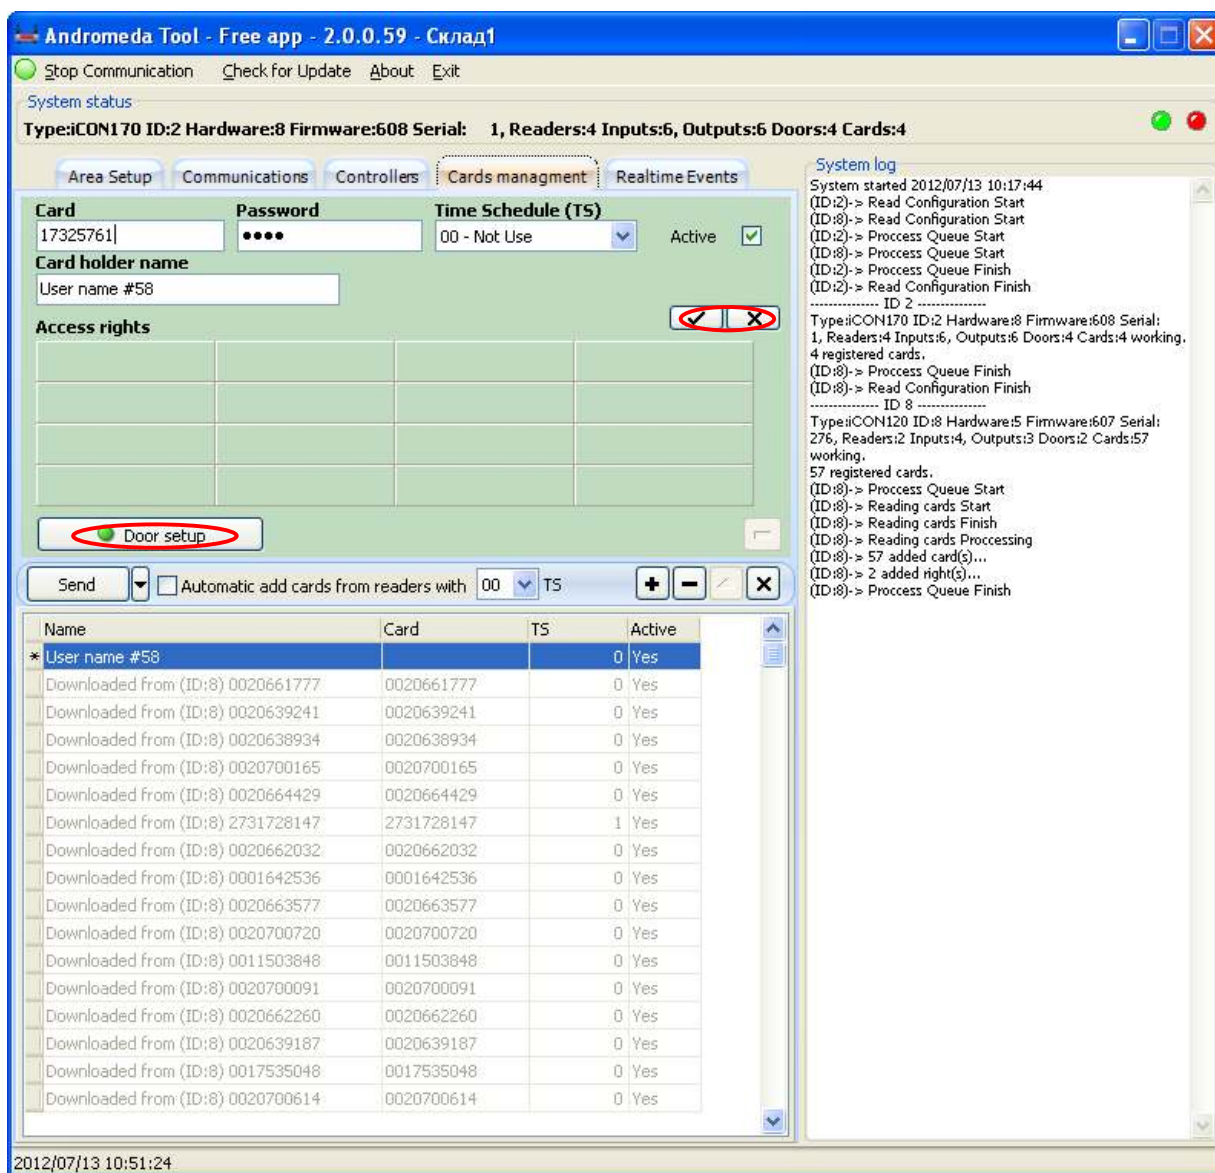 Andromeda Tool - Free app - 2.0.0.59 - Склад1
Stop Communication Check for Update About Exit
System status
Type:iCON170 ID:2 Hardware:8 Firmware:608 Serial: 1, Readers:4 Inputs:6, Outputs:6 Doors:4 Cards:4
Area Setup Communications Controllers Cards managment Realtime Events
Card Password Time Schedule (TS)
17325761 •••• 00 - Not Use Active
Card holder name
User name #58
Access rights
Door setup
Send Automatic add cards from readers with 00 TS
Name Card TS Active
* User name #58 0 Yes
Downloaded from (ID:8) 0020661777 0020661777 0 Yes
Downloaded from (ID:8) 0020639241 0020639241 0 Yes
Downloaded from (ID:8) 0020638934 0020638934 0 Yes
Downloaded from (ID:8) 0020700165 0020700165 0 Yes
Downloaded from (ID:8) 0020664429 0020664429 0 Yes
Downloaded from (ID:8) 2731728147 2731728147 1 Yes
Downloaded from (ID:8) 0020662032 0020662032 0 Yes
Downloaded from (ID:8) 0001642536 0001642536 0 Yes
Downloaded from (ID:8) 0020663577 0020663577 0 Yes
Downloaded from (ID:8) 0020700720 0020700720 0 Yes
Downloaded from (ID:8) 0011503848 0011503848 0 Yes
Downloaded from (ID:8) 0020700091 0020700091 0 Yes
Downloaded from (ID:8) 0020662260 0020662260 0 Yes
Downloaded from (ID:8) 0020639187 0020639187 0 Yes
Downloaded from (ID:8) 0017535048 0017535048 0 Yes
Downloaded from (ID:8) 0020700614 0020700614 0 Yes
System log
System started 2012/07/13 10:17:44
(ID:2)-> Read Configuration Start
(ID:8)-> Read Configuration Start
(ID:2)-> Proccess Queue Start
(ID:8)-> Proccess Queue Start
(ID:2)-> Proccess Queue Finish
(ID:2)-> Read Configuration Finish
--------------- ID 2 ---------------
Type:iCON170 ID:2 Hardware:8 Firmware:608 Serial:
1, Readers:4 Inputs:6, Outputs:6 Doors:4 Cards:4 working.
4 registered cards.
(ID:8)-> Proccess Queue Finish
(ID:8)-> Read Configuration Finish
--------------- ID 8 ---------------
Type:iCON120 ID:8 Hardware:5 Firmware:607 Serial:
276, Readers:2 Inputs:4, Outputs:3 Doors:2 Cards:57
working.
57 registered cards.
(ID:8)-> Proccess Queue Start
(ID:8)-> Reading cards Start
(ID:8)-> Reading cards Finish
(ID:8)-> Reading cards Proccessing
(ID:8)-> 57 added card(s)...
(ID:8)-> 2 added right(s)...
(ID:8)-> Proccess Queue Finish
2012/07/13 10:51:24